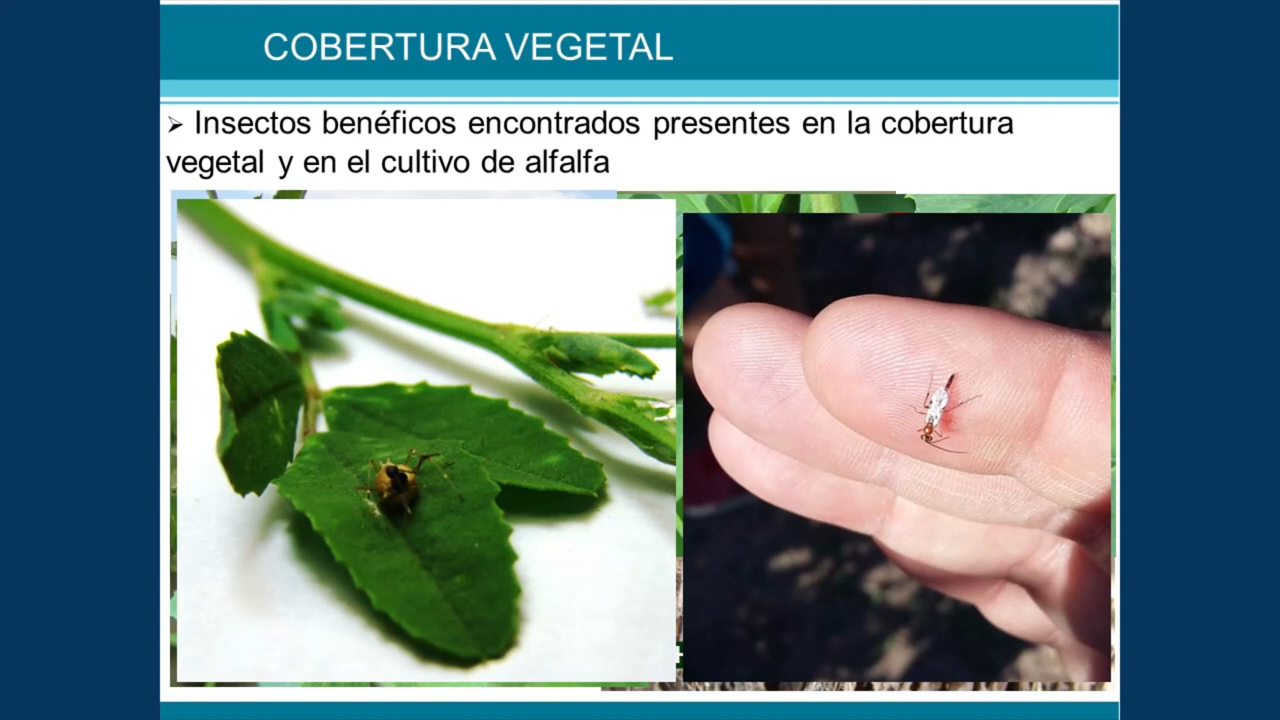 COBERTURA VEGETAL
➢ Insectos benéficos encontrados presentes en la cobertura
vegetal y en el cultivo de alfalfa